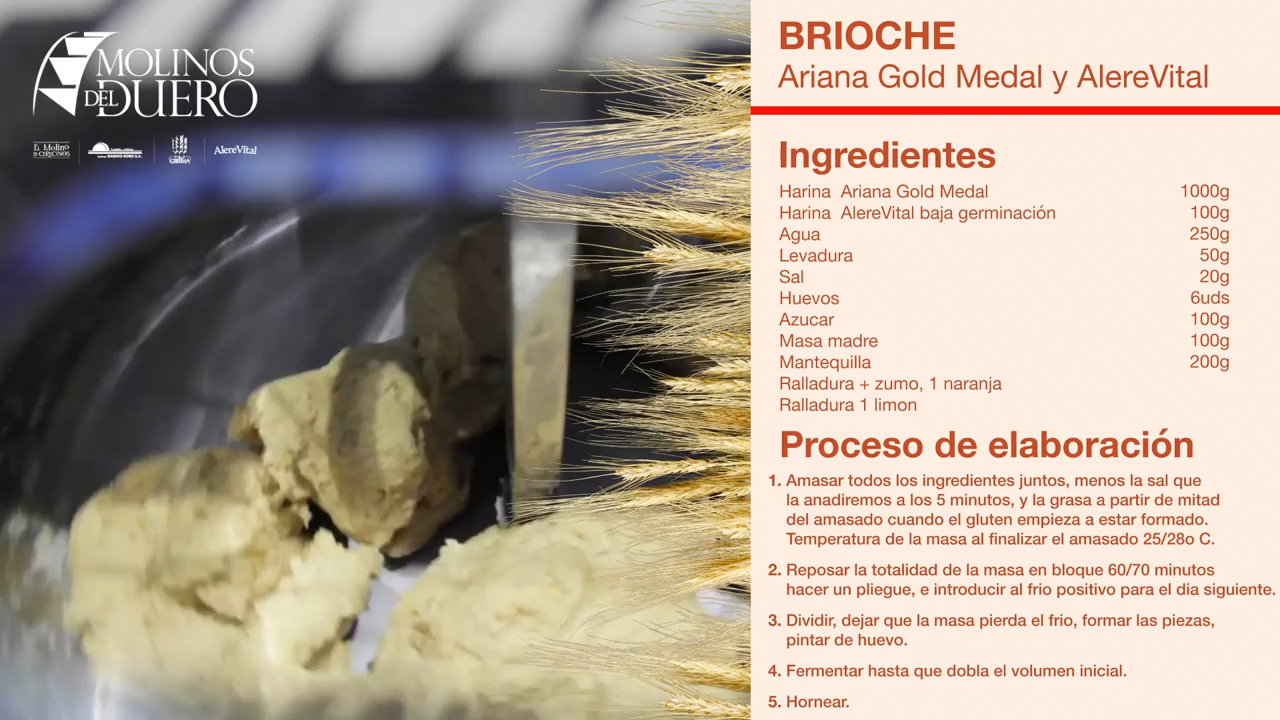 MOLINOS
DEL DUERO
AlereVital
BRIOCHE
Ariana Gold Medal y AlereVital
Ingredientes
Harina Ariana Gold Medal 1000g
Harina AlereVital baja germinación 100g
Agua 250g
Levadura 50g
Sal 20g
Huevos 6uds
Azucar 100g
Masa madre 100g
Mantequilla 200g
Ralladura + zumo, 1 naranja
Ralladura 1 limon
Proceso de elaboración
1. Amasar todos los ingredientes juntos, menos la sal que
la anadiremos a los 5 minutos, y la grasa a partir de mitad
del amasado cuando el gluten empieza a estar formado.
Temperatura de la masa al finalizar el amasado 25/28o C.
2. Reposar la totalidad de la masa en bloque 60/70 minutos
hacer un pliegue, e introducir al frio positivo para el dia siguiente.
3. Dividir, dejar que la masa pierda el frio, formar las piezas,
pintar de huevo.
4. Fermentar hasta que dobla el volumen inicial.
5. Hornear.